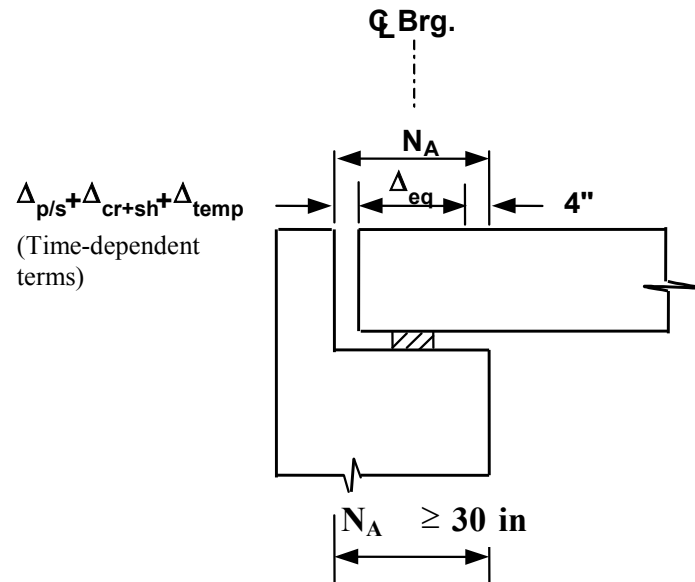 ℄ Brg.
N_A
Δ_eq
Δ_p/s+Δ_cr+sh+Δ_temp
4"
(Time-dependent
terms)
N_A ≥ 30 in